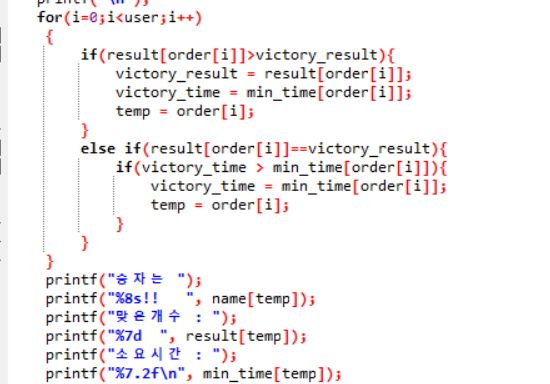 printf("\n");
for(i=0;i<user;i++)
{
if(result[order[i]]>victory_result){
victory_result = result[order[i]];
victory_time = min_time[order[i]];
temp = order[i];
}
else if(result[order[i]]==victory_result){
if(victory_time > min_time[order[i]]){
victory_time = min_time[order[i]];
temp = order[i];
}
}
}
printf("승자는 ");
printf("%8s!!   ", name[temp]);
printf("맞은개수 : ");
printf("%7d  ", result[temp]);
printf("소요시간 : ");
printf("%7.2f\n", min_time[temp]);